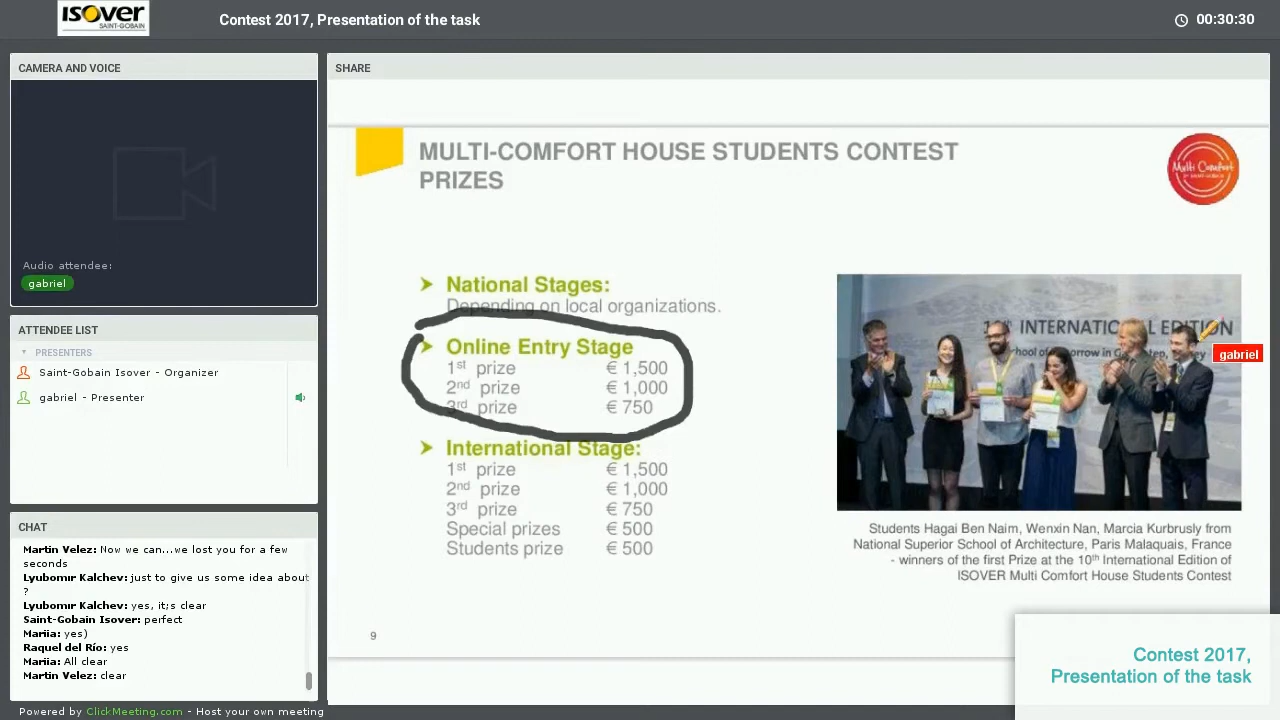 isover
SAINT-GOBAIN
Contest 2017, Presentation of the task
00:30:30
CAMERA AND VOICE
Audio attendee:
gabriel
ATTENDEE LIST
PRESENTERS
Saint-Gobain Isover - Organizer
gabriel - Presenter
CHAT
Martin Velez: Now we can...we lost you for a few
seconds
Lyubomir Kalchev: just to give us some idea about
?
Lyubomir Kalchev: yes, it;s clear
Saint-Gobain Isover: perfect
Mariia: yes)
Raquel del Río: yes
Mariia: All clear
Martin Velez: clear
Powered by ClickMeeting.com - Host your own meeting
SHARE
MULTI-COMFORT HOUSE STUDENTS CONTEST
PRIZES
Multi Comfort
BY SAINT-GOBAIN
➤ National Stages:
Depending on local organizations.
➤ Online Entry Stage
1st prize € 1,500
2nd prize € 1,000
3rd prize € 750
➤ International Stage:
1st prize € 1,500
2nd prize € 1,000
3rd prize € 750
Special prizes € 500
Students prize € 500
10th INTERNATIONAL EDITION
gabriel
Students Hagai Ben Naim, Wenxin Nan, Marcia Kurbrusly from
National Superior School of Architecture, Paris Malaquais, France
- winners of the first Prize at the 10th International Edition of
ISOVER Multi Comfort House Students Contest
9
Contest 2017,
Presentation of the task